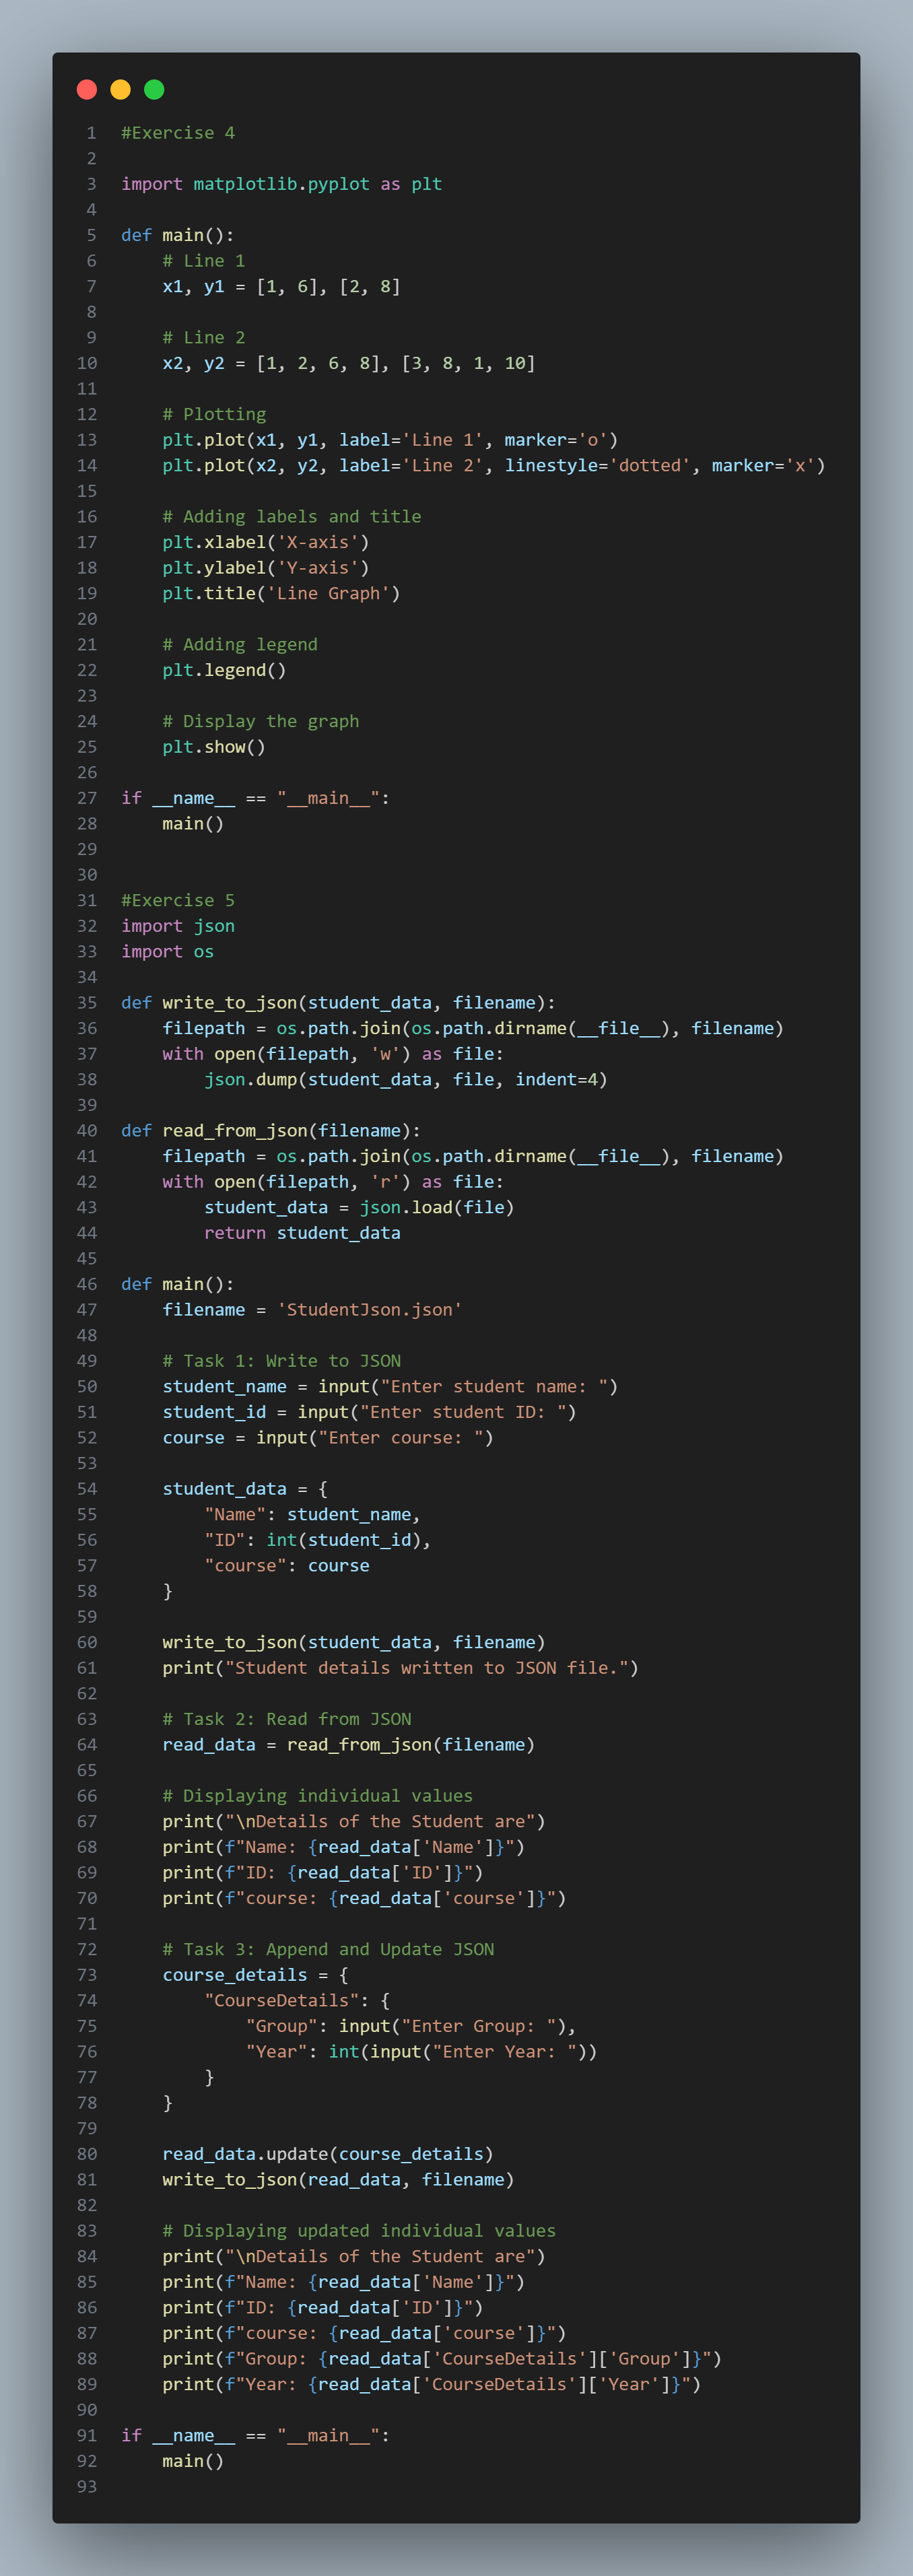 1 #Exercise 4
2
3 import matplotlib.pyplot as plt
4
5 def main():
6     # Line 1
7     x1, y1 = [1, 6], [2, 8]
8
9     # Line 2
10     x2, y2 = [1, 2, 6, 8], [3, 8, 1, 10]
11
12     # Plotting
13     plt.plot(x1, y1, label='Line 1', marker='o')
14     plt.plot(x2, y2, label='Line 2', linestyle='dotted', marker='x')
15
16     # Adding labels and title
17     plt.xlabel('X-axis')
18     plt.ylabel('Y-axis')
19     plt.title('Line Graph')
20
21     # Adding legend
22     plt.legend()
23
24     # Display the graph
25     plt.show()
26
27 if __name__ == "__main__":
28     main()
29
30
31 #Exercise 5
32 import json
33 import os
34
35 def write_to_json(student_data, filename):
36     filepath = os.path.join(os.path.dirname(__file__), filename)
37     with open(filepath, 'w') as file:
38         json.dump(student_data, file, indent=4)
39
40 def read_from_json(filename):
41     filepath = os.path.join(os.path.dirname(__file__), filename)
42     with open(filepath, 'r') as file:
43         student_data = json.load(file)
44         return student_data
45
46 def main():
47     filename = 'StudentJson.json'
48
49     # Task 1: Write to JSON
50     student_name = input("Enter student name: ")
51     student_id = input("Enter student ID: ")
52     course = input("Enter course: ")
53
54     student_data = {
55         "Name": student_name,
56         "ID": int(student_id),
57         "course": course
58     }
59
60     write_to_json(student_data, filename)
61     print("Student details written to JSON file.")
62
63     # Task 2: Read from JSON
64     read_data = read_from_json(filename)
65
66     # Displaying individual values
67     print("\nDetails of the Student are")
68     print(f"Name: {read_data['Name']}")
69     print(f"ID: {read_data['ID']}")
70     print(f"course: {read_data['course']}")
71
72     # Task 3: Append and Update JSON
73     course_details = {
74         "CourseDetails": {
75             "Group": input("Enter Group: "),
76             "Year": int(input("Enter Year: "))
77         }
78     }
79
80     read_data.update(course_details)
81     write_to_json(read_data, filename)
82
83     # Displaying updated individual values
84     print("\nDetails of the Student are")
85     print(f"Name: {read_data['Name']}")
86     print(f"ID: {read_data['ID']}")
87     print(f"course: {read_data['course']}")
88     print(f"Group: {read_data['CourseDetails']['Group']}")
89     print(f"Year: {read_data['CourseDetails']['Year']}")
90
91 if __name__ == "__main__":
92     main()
93